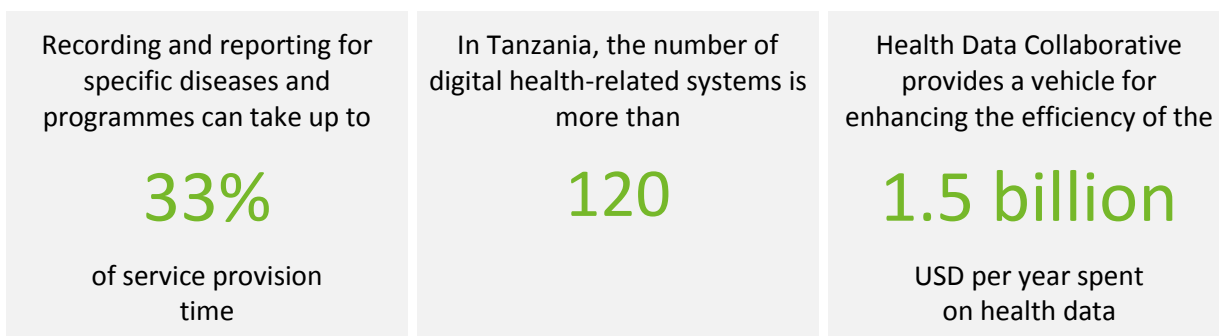 Recording and reporting for
specific diseases and
programmes can take up to
33%
of service provision
time
In Tanzania, the number of
digital health-related systems is
more than
120
Health Data Collaborative
provides a vehicle for
enhancing the efficiency of the
1.5 billion
USD per year spent
on health data